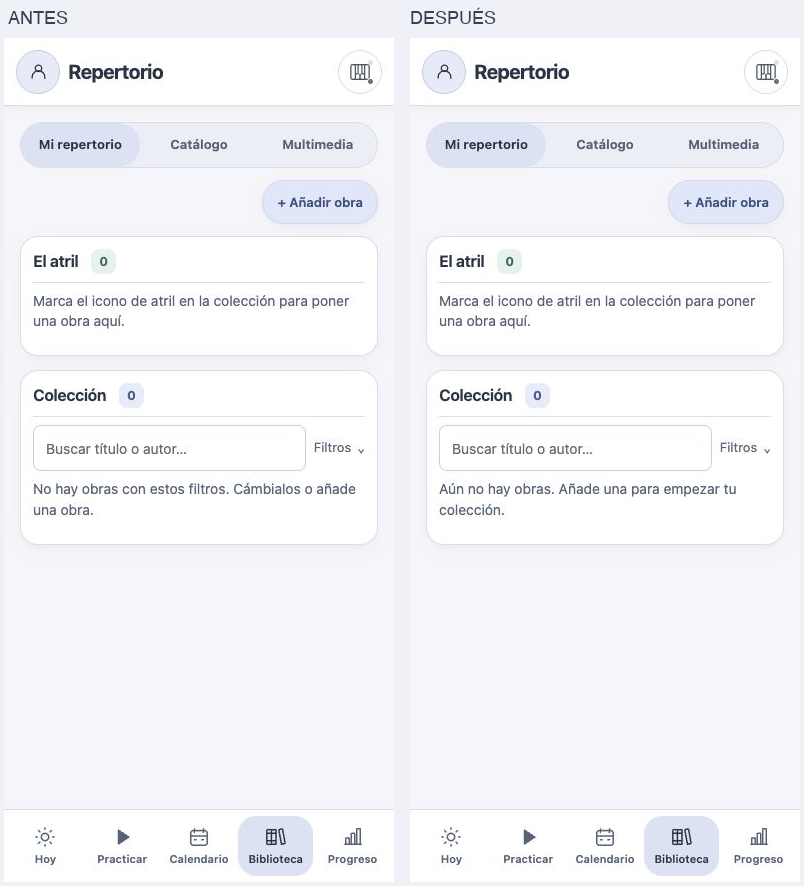 ANTES
Repertorio
Mi repertorio Catálogo Multimedia
+ Añadir obra
El atril 0
Marca el icono de atril en la colección para poner
una obra aquí.
Colección 0
Buscar título o autor... Filtros
No hay obras con estos filtros. Cámbialos o añade
una obra.
Hoy Practicar Calendario Biblioteca Progreso
DESPUÉS
Repertorio
Mi repertorio Catálogo Multimedia
+ Añadir obra
El atril 0
Marca el icono de atril en la colección para poner
una obra aquí.
Colección 0
Buscar título o autor... Filtros
Aún no hay obras. Añade una para empezar tu
colección.
Hoy Practicar Calendario Biblioteca Progreso